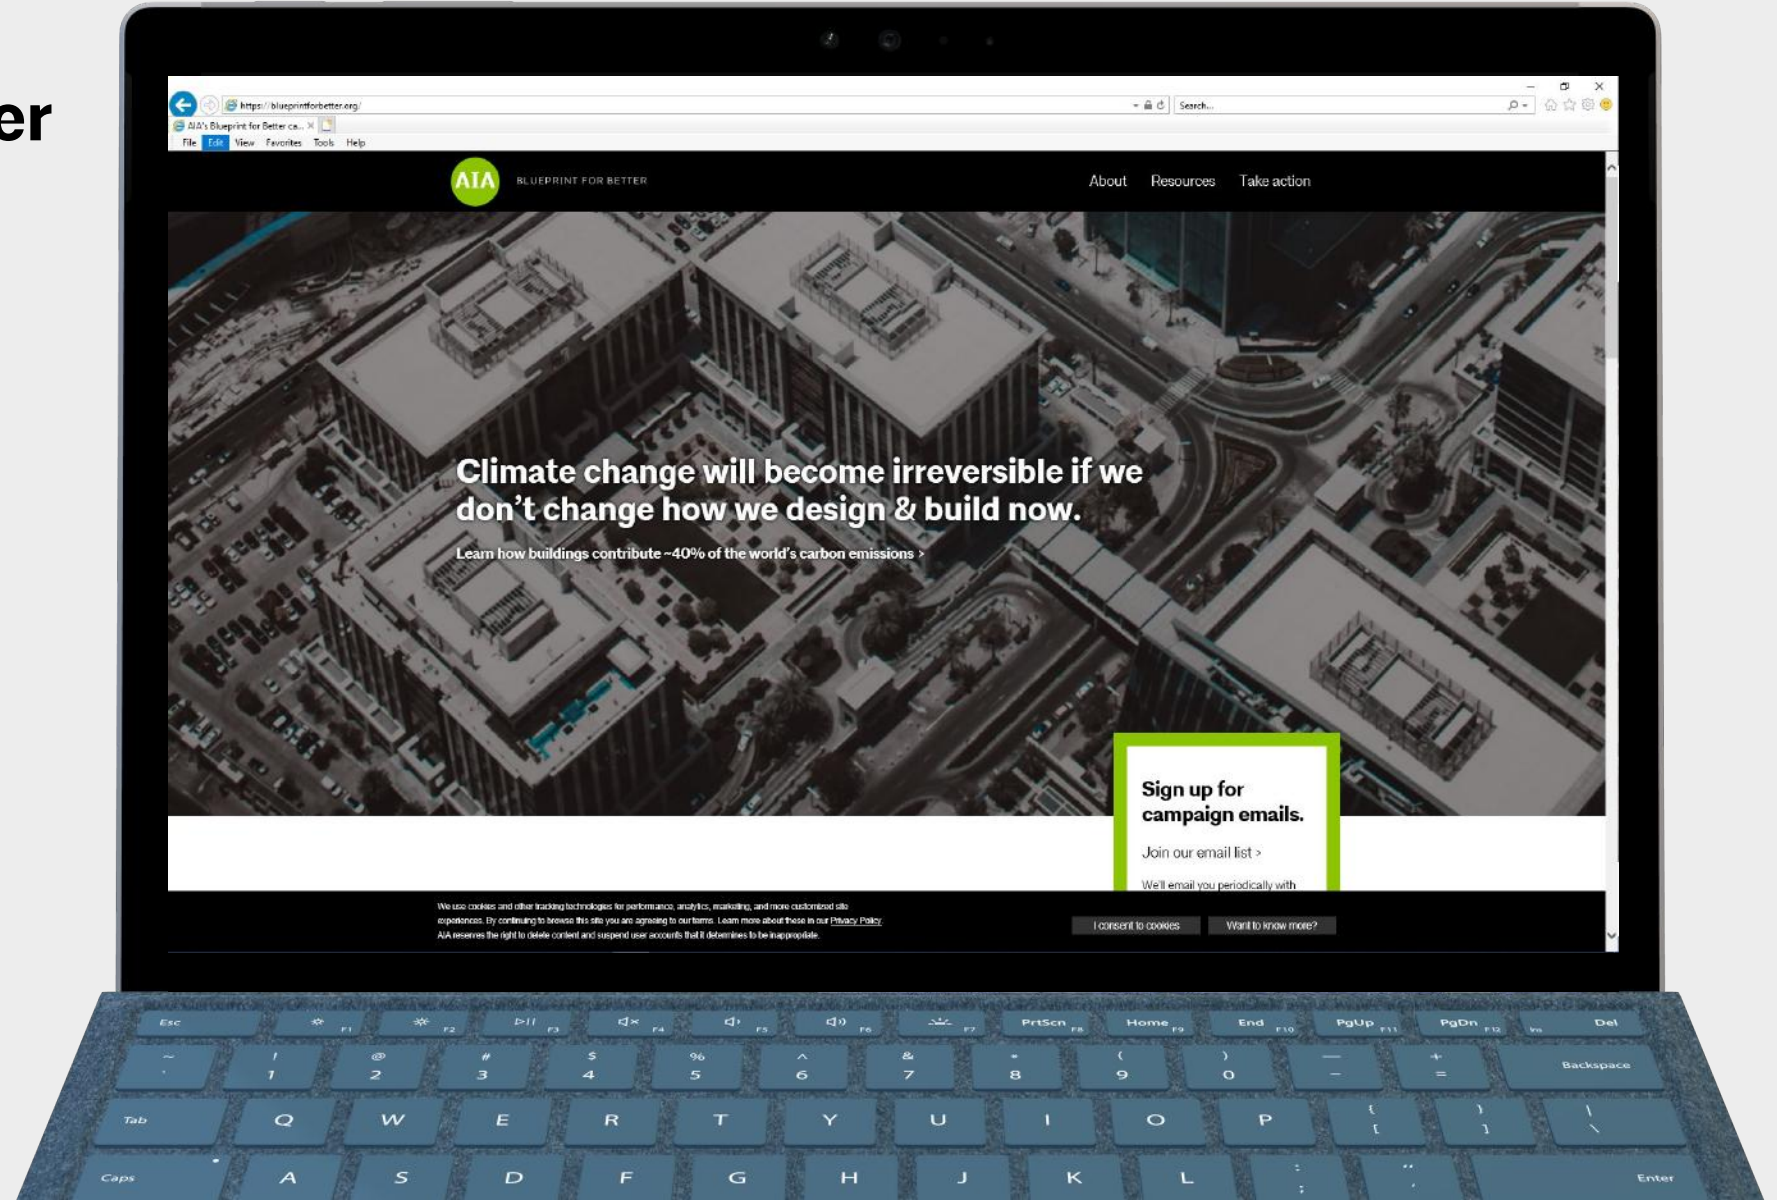 er
https://blueprintforbetter.org/
Search...
AIA's Blueprint for Better ca...
File Edit View Favorites Tools Help
AIA BLUEPRINT FOR BETTER
About Resources Take action
Climate change will become irreversible if we
don't change how we design & build now.
Learn how buildings contribute ~40% of the world's carbon emissions >
Sign up for
campaign emails.
Join our email list >
We'll email you periodically with
We use cookies and other tracking technologies for performance, analytics, marketing, and more customized site
experiences. By continuing to browse this site you are agreeing to our terms. Learn more about these in our Privacy Policy.
AIA reserves the right to delete content and suspend user accounts that it determines to be inappropriate.
I consent to cookies Want to know more?
Esc F1 F2 F3 F4 F5 F6 F7 PrtScn F8 Home F9 End F10 PgUp F11 PgDn F12 Ins Del
~ ! @ # $ % ^ & * ( ) — +
` 1 2 3 4 5 6 7 8 9 0 - = Backspace
Tab Q W E R T Y U I O P { [ } ] | \
Caps A S D F G H J K L : ; " ' Enter